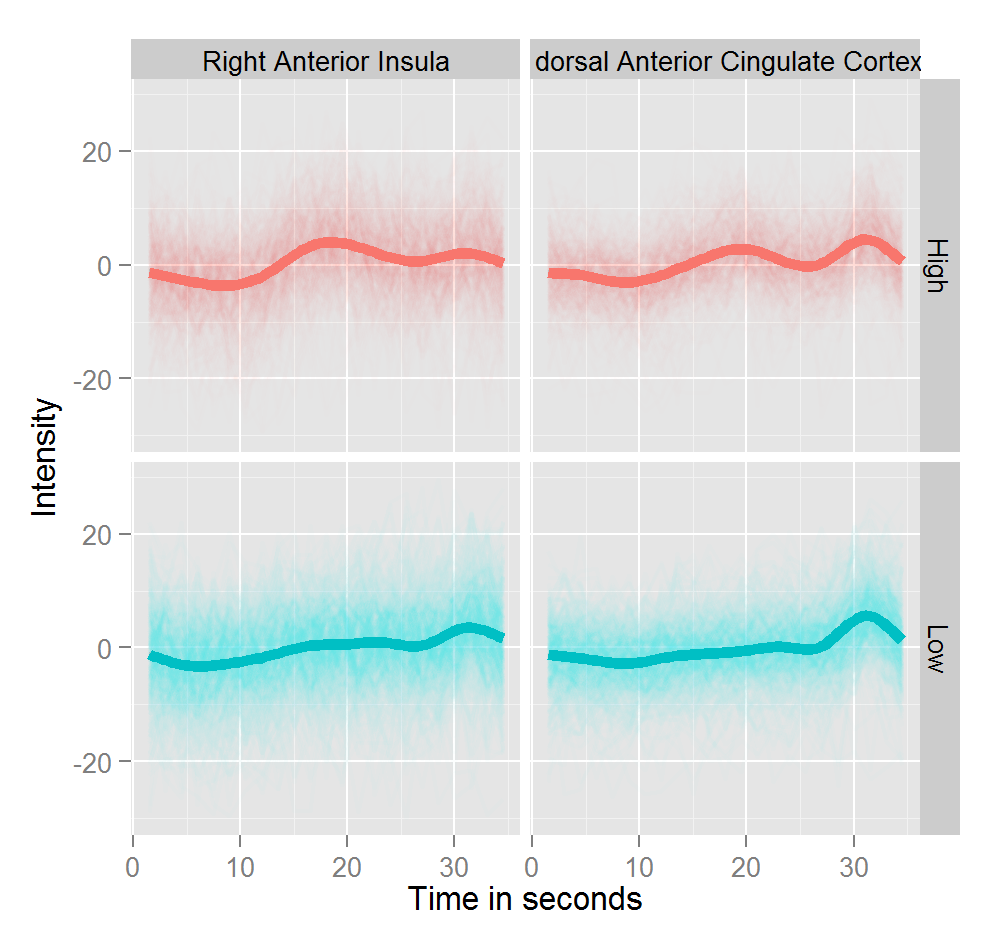 Right Anterior Insula
dorsal Anterior Cingulate Cortex
20
0
-20
High
Intensity
20
0
-20
Low
0 10 20 30 0 10 20 30
Time in seconds